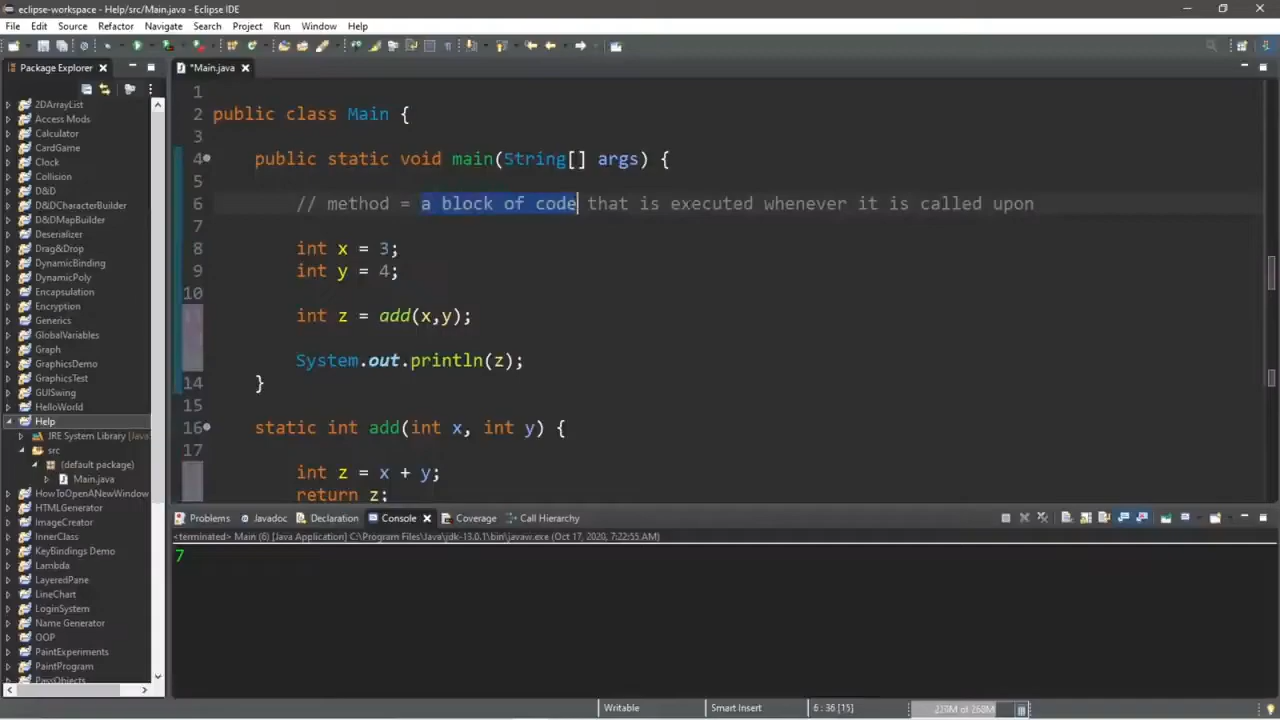 eclipse-workspace - Help/src/Main.java - Eclipse IDE
File Edit Source Refactor Navigate Search Project Run Window Help
Package Explorer
*Main.java
2DArrayList
Access Mods
Calculator
CardGame
Clock
Collision
D&D
D&DCharacterBuilder
D&DMapBuilder
Deserializer
Drag&Drop
DynamicBinding
DynamicPoly
Encapsulation
Encryption
Generics
GlobalVariables
Graph
GraphicsDemo
GraphicsTest
GUISwing
HelloWorld
Help
JRE System Library [Java
src
(default package)
Main.java
HowToOpenANewWindow
HTMLGenerator
ImageCreator
InnerClass
KeyBindings Demo
Lambda
LayeredPane
LineChart
LoginSystem
Name Generator
OOP
PaintExperiments
PaintProgram
PassObjects
1
2 public class Main {
3
4 public static void main(String[] args) {
5
6 // method = a block of code that is executed whenever it is called upon
7
8 int x = 3;
9 int y = 4;
10
int z = add(x,y);
System.out.println(z);
14 }
15
16 static int add(int x, int y) {
17
int z = x + y;
return z;
Problems Javadoc Declaration Console Coverage Call Hierarchy
<terminated> Main (6) [Java Application] C:\Program Files\Java\jdk-13.0.1\bin\javaw.exe (Oct 17, 2020, 7:22:55 AM)
7
Writable Smart Insert 6 : 36 [15]